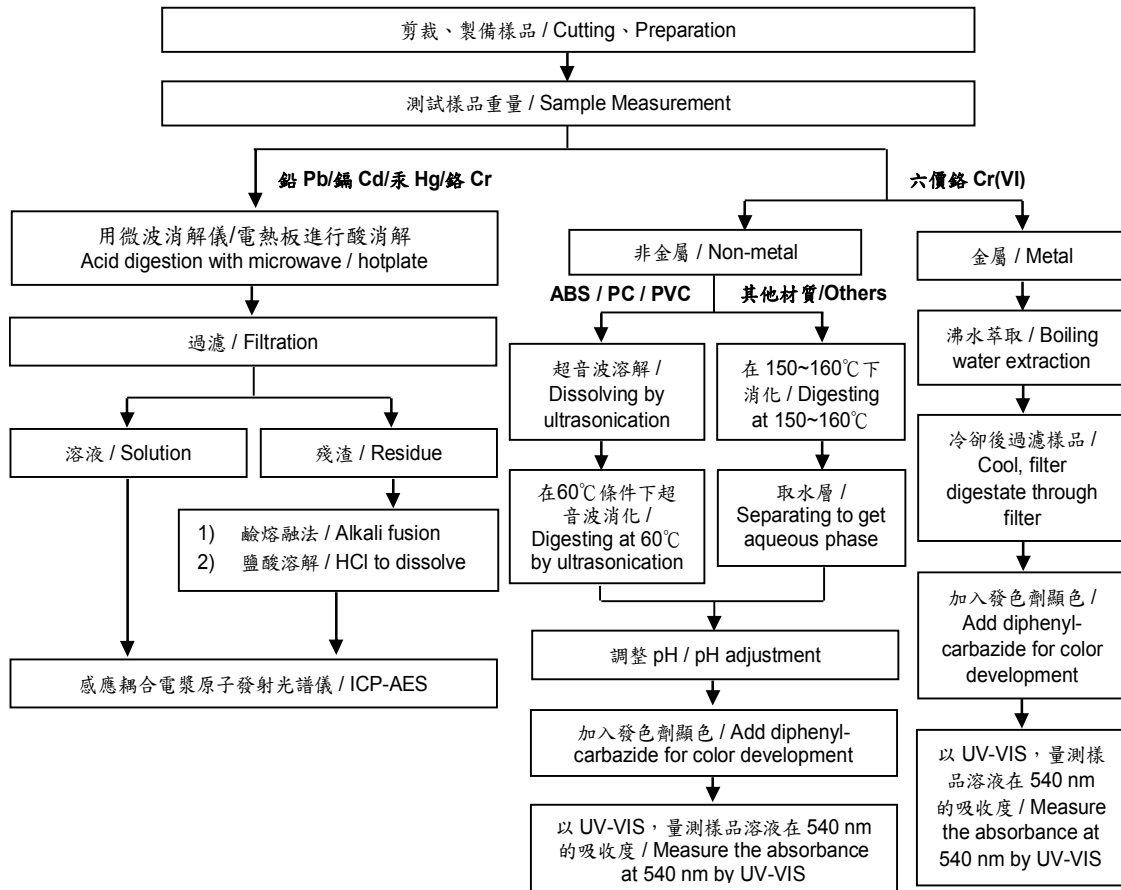 剪裁、製備樣品 / Cutting、Preparation
測試樣品重量 / Sample Measurement
鉛 Pb/鎘 Cd/汞 Hg/鉻 Cr
用微波消解儀/電熱板進行酸消解
Acid digestion with microwave / hotplate
過濾 / Filtration
溶液 / Solution
殘渣 / Residue
1) 鹼熔融法 / Alkali fusion
2) 鹽酸溶解 / HCl to dissolve
感應耦合電漿原子發射光譜儀 / ICP-AES
六價鉻 Cr(VI)
非金屬 / Non-metal
ABS / PC / PVC
超音波溶解 /
Dissolving by
ultrasonication
在60℃條件下超
音波消化 /
Digesting at 60℃
by ultrasonication
其他材質/Others
在 150~160℃下
消化 / Digesting
at 150~160℃
取水層 /
Separating to get
aqueous phase
調整 pH / pH adjustment
加入發色劑顯色 / Add diphenyl-
carbazide for color development
以 UV-VIS，量測樣品溶液在 540 nm
的吸收度 / Measure the absorbance
at 540 nm by UV-VIS
金屬 / Metal
沸水萃取 / Boiling
water extraction
冷卻後過濾樣品 /
Cool, filter
digestate through
filter
加入發色劑顯色 /
Add diphenyl-
carbazide for color
development
以 UV-VIS，量測樣
品溶液在 540 nm
的吸收度 / Measure
the absorbance at
540 nm by UV-VIS